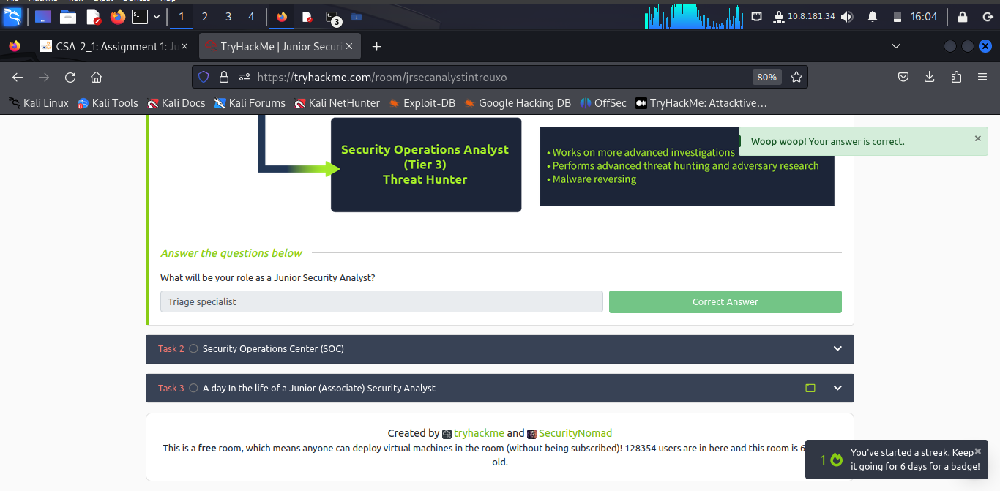 1 2 3 4
3
10.8.181.34
16:04
CSA-2_1: Assignment 1: Ju
TryHackMe | Junior Securi
https://tryhackme.com/room/jrsecanalystintrouxo
80%
Kali Linux Kali Tools Kali Docs Kali Forums Kali NetHunter Exploit-DB Google Hacking DB OffSec TryHackMe: Attacktive…
Security Operations Analyst
(Tier 3)
Threat Hunter
• Works on more advanced investigations
• Performs advanced threat hunting and adversary research
• Malware reversing
Woop woop! Your answer is correct.
Answer the questions below
What will be your role as a Junior Security Analyst?
Triage specialist
Correct Answer
Task 2 Security Operations Center (SOC)
Task 3 A day In the life of a Junior (Associate) Security Analyst
Created by tryhackme and SecurityNomad
This is a free room, which means anyone can deploy virtual machines in the room (without being subscribed)! 128354 users are in here and this room is 6
old.
1
You've started a streak. Keep
it going for 6 days for a badge!